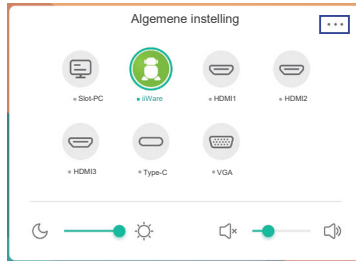 Algemene instelling
Slot-PC
iiWare
HDMI1
HDMI2
HDMI3
Type-C
VGA